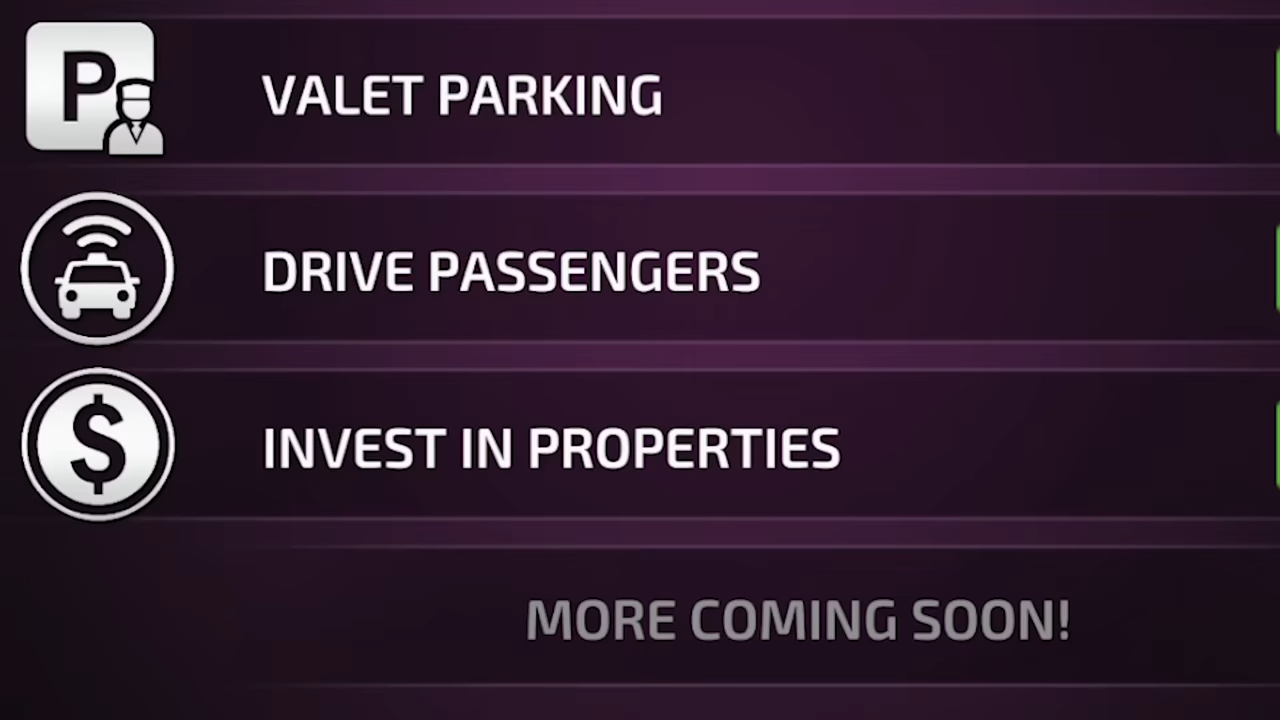 P
VALET PARKING
DRIVE PASSENGERS
$
INVEST IN PROPERTIES
MORE COMING SOON!